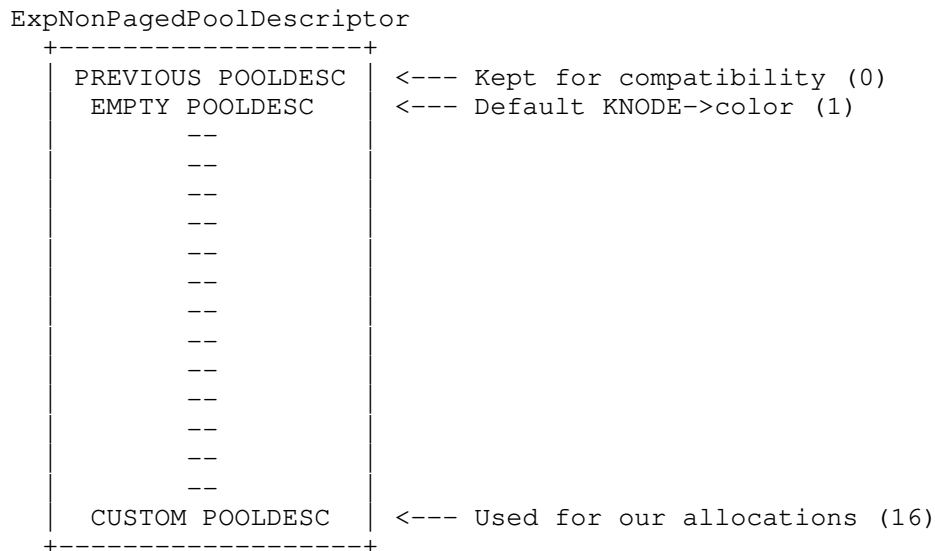 ExpNonPagedPoolDescriptor
+-------------------+
| PREVIOUS POOLDESC | <--- Kept for compatibility (0)
| EMPTY POOLDESC | <--- Default KNODE->color (1)
| -- |
| -- |
| -- |
| -- |
| -- |
| -- |
| -- |
| -- |
| -- |
| -- |
| -- |
| -- |
| -- |
| CUSTOM POOLDESC | <--- Used for our allocations (16)
+-------------------+